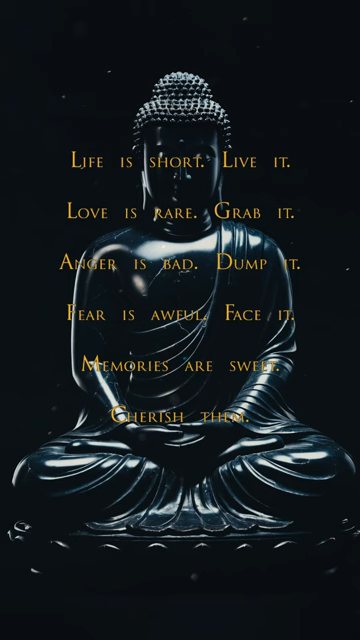 Life is short. Live it.
Love is rare. Grab it.
Anger is bad. Dump it.
Fear is awful. Face it.
Memories are sweet.
Cherish them.